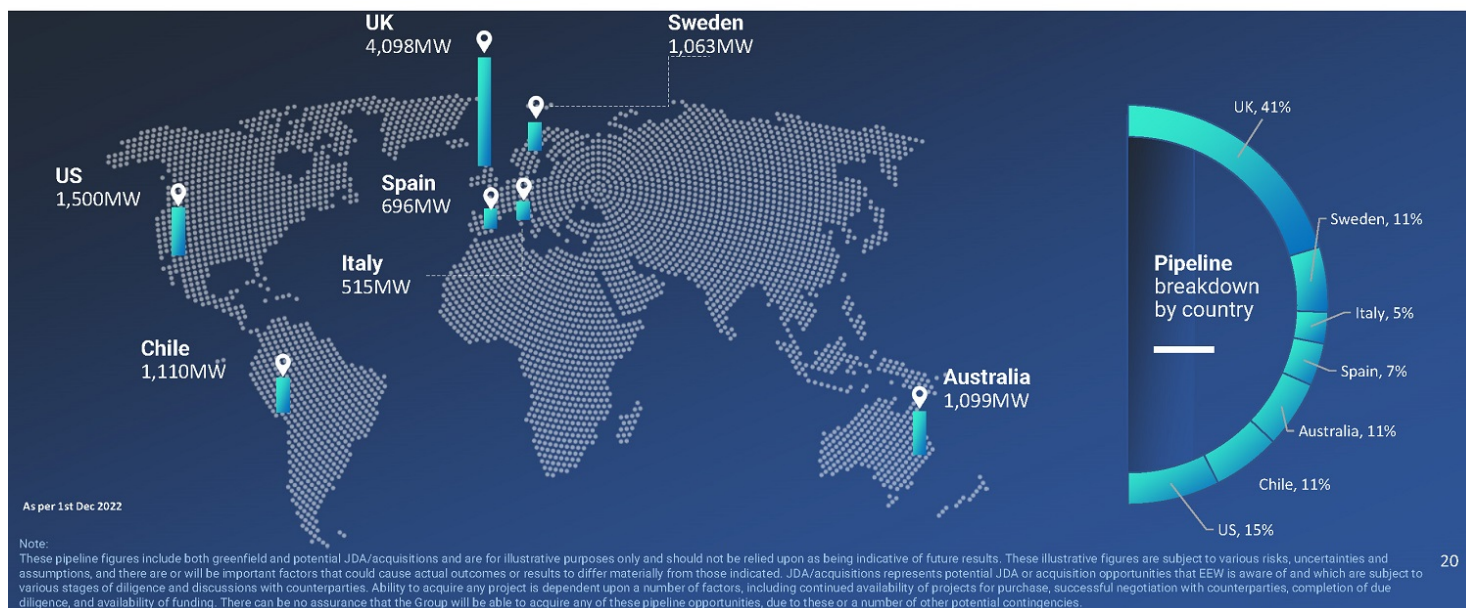 UK
4,098MW
Sweden
1,063MW
US
1,500MW
Spain
696MW
Italy
515MW
Chile
1,110MW
Australia
1,099MW
UK, 41%
Sweden, 11%
Pipeline
breakdown
by country
Italy, 5%
Spain, 7%
Australia, 11%
Chile, 11%
US, 15%
As per 1st Dec 2022
Note:
These pipeline figures include both greenfield and potential JDA/acquisitions and are for illustrative purposes only and should not be relied upon as being indicative of future results. These illustrative figures are subject to various risks, uncertainties and
assumptions, and there are or will be important factors that could cause actual outcomes or results to differ materially from those indicated. JDA/acquisitions represents potential JDA or acquisition opportunities that EEW is aware of and which are subject to
various stages of diligence and discussions with counterparties. Ability to acquire any project is dependent upon a number of factors, including continued availability of projects for purchase, successful negotiation with counterparties, completion of due
diligence, and availability of funding. There can be no assurance that the Group will be able to acquire any of these pipeline opportunities, due to these or a number of other potential contingencies.
20